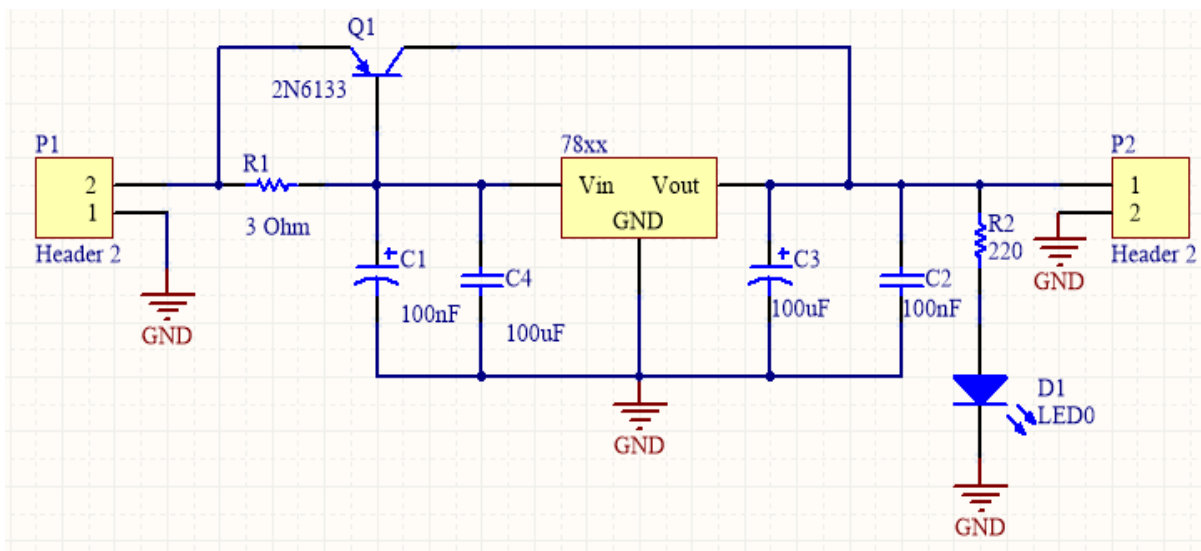 Q1
2N6133
P1
2
1
Header 2
GND
R1
3 Ohm
C1
100nF
C4
100uF
78xx
Vin
Vout
GND
GND
C3
100uF
C2
100nF
R2
220
D1
LED0
GND
P2
1
2
Header 2
GND